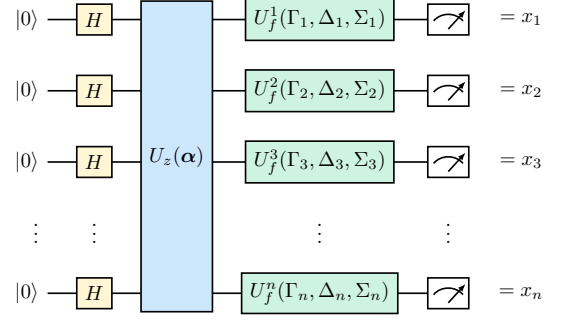 |0⟩ H U_f^1(Γ_1, Δ_1, Σ_1) = x_1
|0⟩ H U_f^2(Γ_2, Δ_2, Σ_2) = x_2
|0⟩ H U_z(α) U_f^3(Γ_3, Δ_3, Σ_3) = x_3
⋮ ⋮ ⋮ ⋮
|0⟩ H U_f^n(Γ_n, Δ_n, Σ_n) = x_n